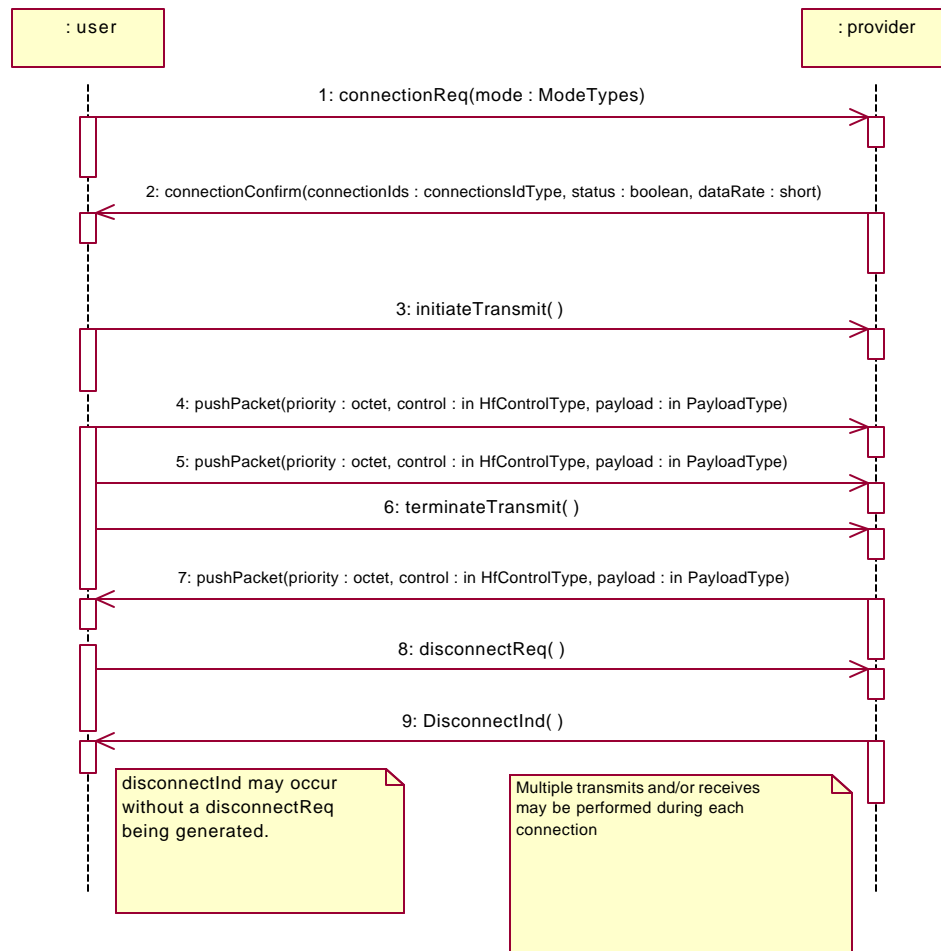 : user
: provider
1: connectionReq(mode : ModeTypes)
2: connectionConfirm(connectionIds : connectionsIdType, status : boolean, dataRate : short)
3: initiateTransmit( )
4: pushPacket(priority : octet, control : in HfControlType, payload : in PayloadType)
5: pushPacket(priority : octet, control : in HfControlType, payload : in PayloadType)
6: terminateTransmit( )
7: pushPacket(priority : octet, control : in HfControlType, payload : in PayloadType)
8: disconnectReq( )
9: DisconnectInd( )
disconnectInd may occur
without a disconnectReq
being generated.
Multiple transmits and/or receives
may be performed during each
connection